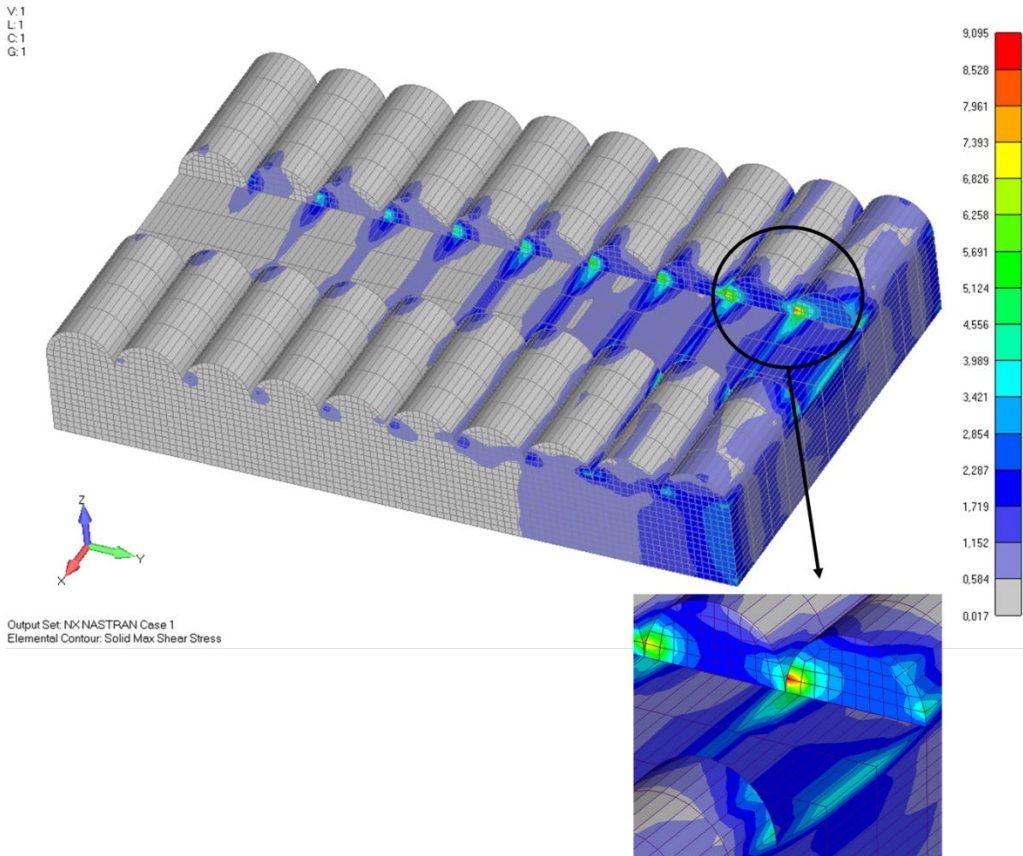 V: 1
L: 1
C: 1
G: 1
9,095
8,528
7,961
7,393
6,826
6,258
5,691
5,124
4,556
3,989
3,421
2,854
2,287
1,719
1,152
0,584
0,017
Z
Y
X
Output Set: NX NASTRAN Case 1
Elemental Contour: Solid Max Shear Stress